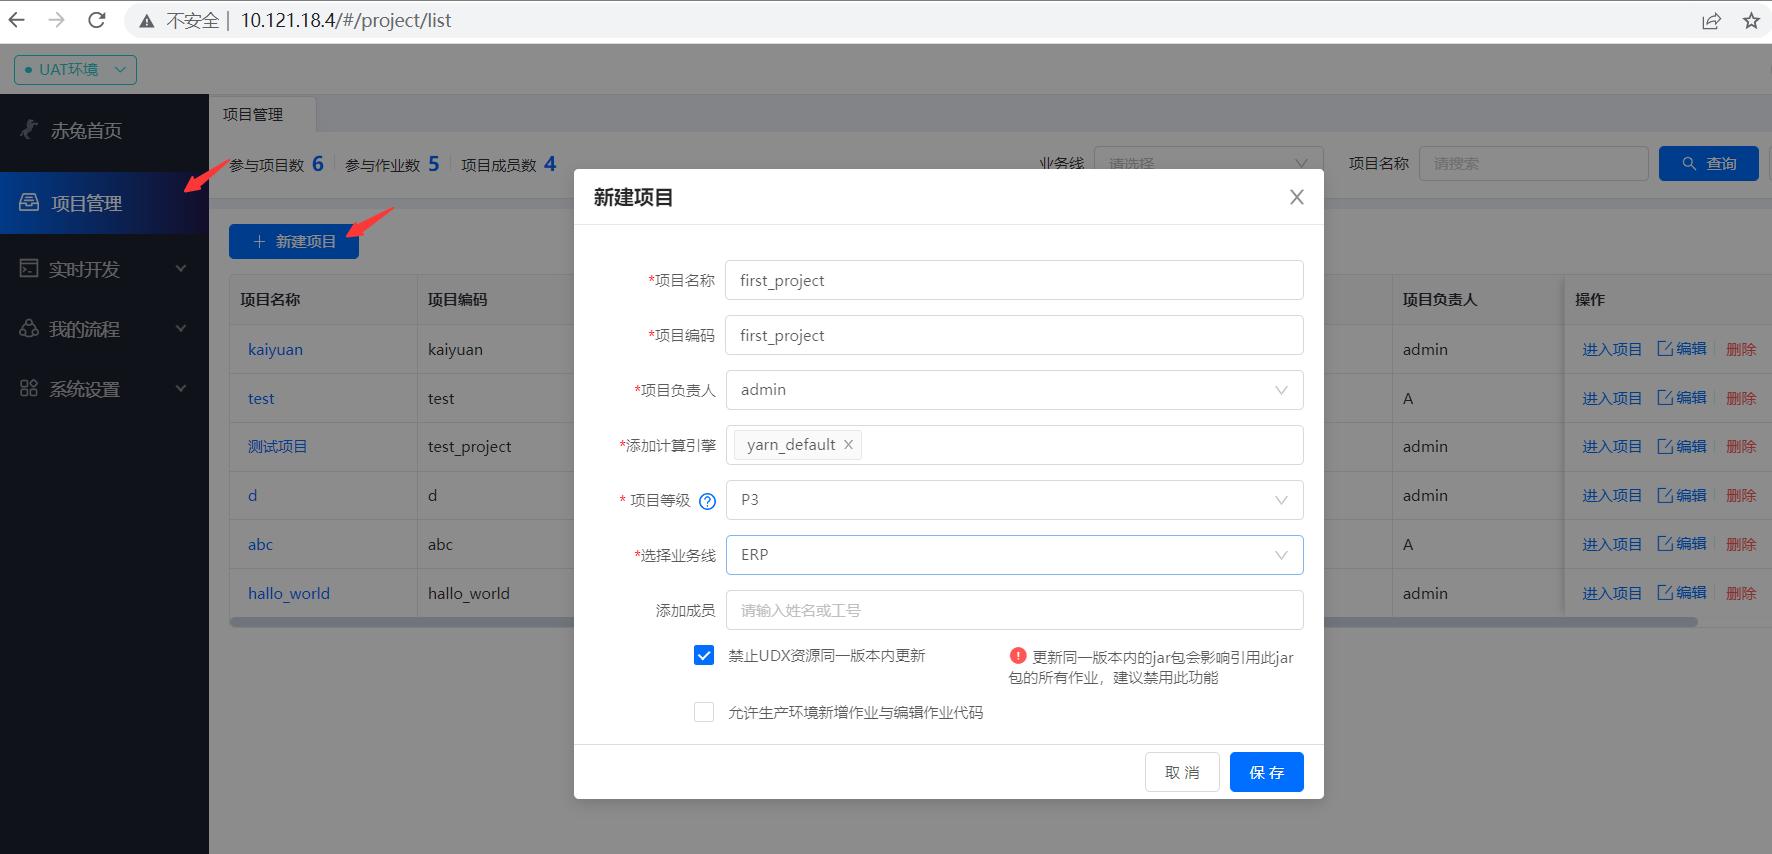 不安全 | 10.121.18.4/#/project/list
UAT环境
赤兔首页
项目管理
实时开发
我的流程
系统设置
项目管理
参与项目数 6 参与作业数 5 项目成员数 4
业务线 请选择 项目名称 请搜索 查询
新建项目
项目名称 项目编码 项目负责人 操作
kaiyuan kaiyuan admin 进入项目 编辑 删除
test test A 进入项目 编辑 删除
测试项目 test_project admin 进入项目 编辑 删除
d d admin 进入项目 编辑 删除
abc abc A 进入项目 编辑 删除
hallo_world hallo_world admin 进入项目 编辑 删除
新建项目
*项目名称 first_project
*项目编码 first_project
*项目负责人 admin
*添加计算引擎 yarn_default
* 项目等级 P3
*选择业务线 ERP
添加成员 请输入姓名或工号
禁止UDX资源同一版本内更新
更新同一版本内的jar包会影响引用此jar
包的所有作业，建议禁用此功能
允许生产环境新增作业与编辑作业代码
取 消 保 存